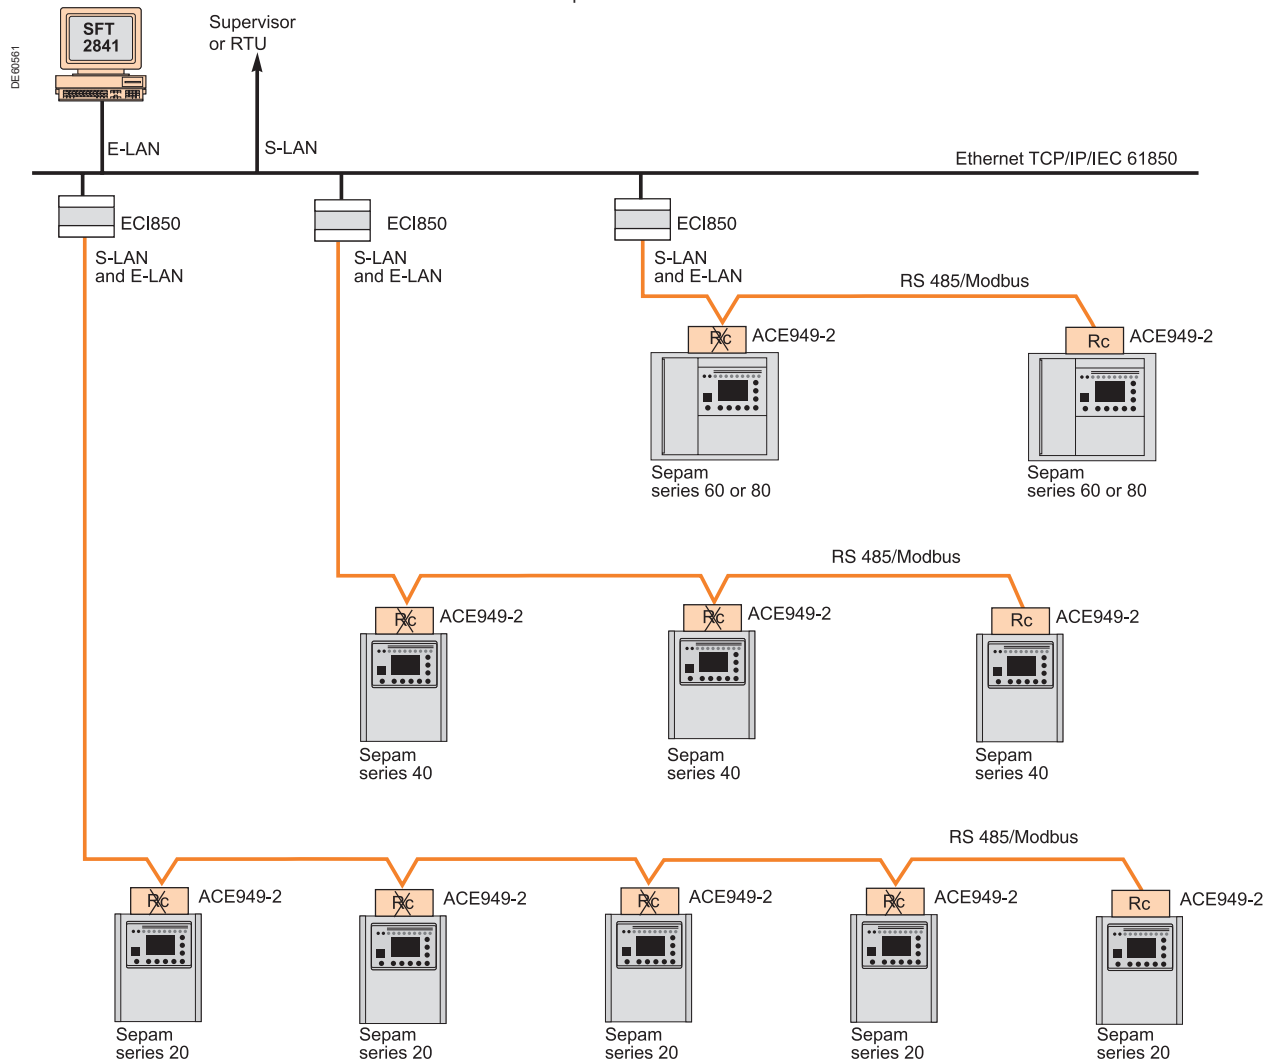 SFT
2841
Supervisor
or RTU
DE60561
E-LAN
S-LAN
Ethernet TCP/IP/IEC 61850
ECI850
ECI850
ECI850
S-LAN
and E-LAN
S-LAN
and E-LAN
S-LAN
and E-LAN
RS 485/Modbus
Rc
ACE949-2
Rc
ACE949-2
Sepam
series 60 or 80
Sepam
series 60 or 80
RS 485/Modbus
Rc
ACE949-2
Rc
ACE949-2
Rc
ACE949-2
Sepam
series 40
Sepam
series 40
Sepam
series 40
RS 485/Modbus
Rc
ACE949-2
Rc
ACE949-2
Rc
ACE949-2
Rc
ACE949-2
Rc
ACE949-2
Sepam
series 20
Sepam
series 20
Sepam
series 20
Sepam
series 20
Sepam
series 20